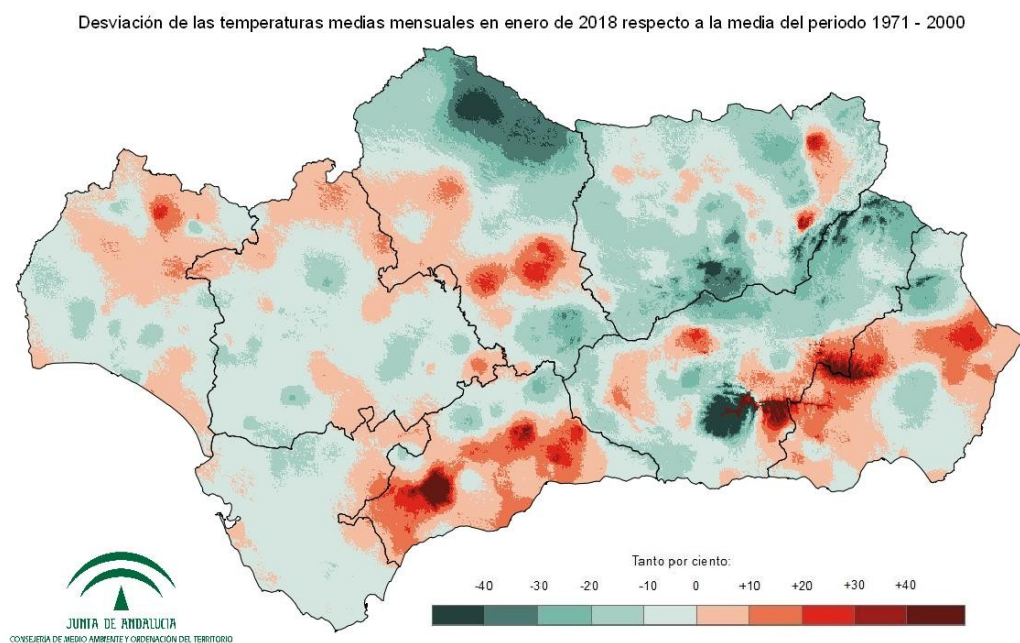 Desviación de las temperaturas medias mensuales en enero de 2018 respecto a la media del periodo 1971 - 2000
Tanto por ciento:
-40 -30 -20 -10 0 +10 +20 +30 +40
JUNTA DE ANDALUCIA
CONSEJERÍA DE MEDIO AMBIENTE Y ORDENACIÓN DEL TERRITORIO